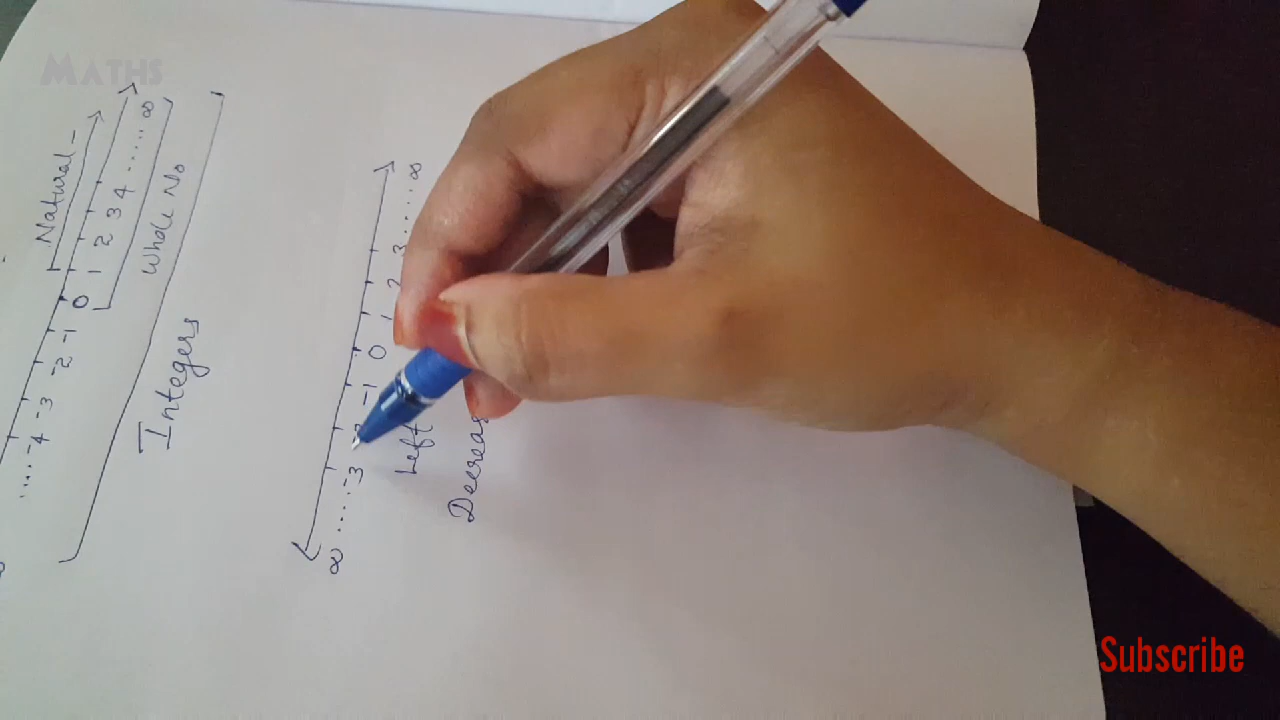 MATHS
Natural-
..... -4 -3 -2 -1 0 1 2 3 4 ...... ∞
Whole No
Integers
∞ ..... -3 -2 -1 0 1 2 3 ...... ∞
Left
Subscribe